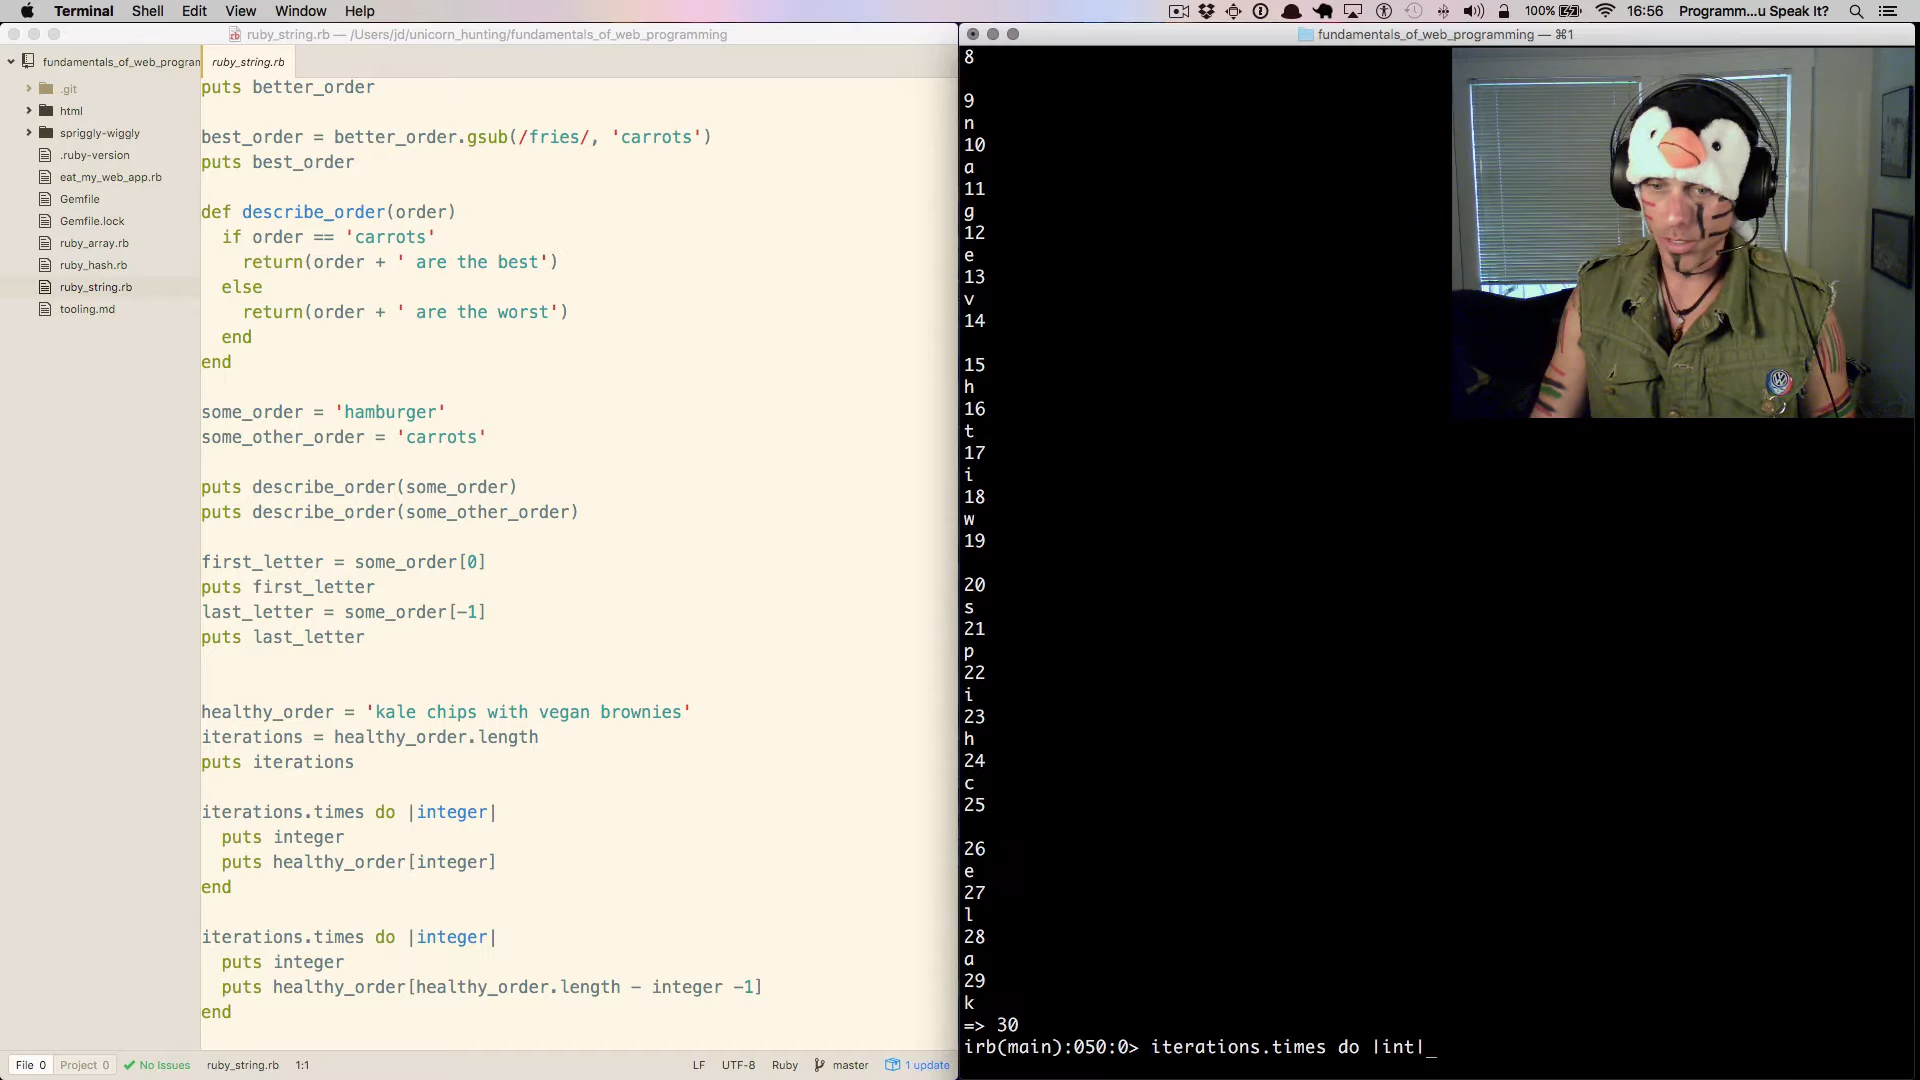 Terminal Shell Edit View Window Help 100% 16:56 Programm...u Speak It?
ruby_string.rb — /Users/jd/unicorn_hunting/fundamentals_of_web_programming
fundamentals_of_web_program
.git
html
spriggly-wiggly
.ruby-version
eat_my_web_app.rb
Gemfile
Gemfile.lock
ruby_array.rb
ruby_hash.rb
ruby_string.rb
tooling.md
ruby_string.rb
puts better_order
best_order = better_order.gsub(/fries/, 'carrots')
puts best_order
def describe_order(order)
if order == 'carrots'
return(order + ' are the best')
else
return(order + ' are the worst')
end
end
some_order = 'hamburger'
some_other_order = 'carrots'
puts describe_order(some_order)
puts describe_order(some_other_order)
first_letter = some_order[0]
puts first_letter
last_letter = some_order[-1]
puts last_letter
healthy_order = 'kale chips with vegan brownies'
iterations = healthy_order.length
puts iterations
iterations.times do |integer|
puts integer
puts healthy_order[integer]
end
iterations.times do |integer|
puts integer
puts healthy_order[healthy_order.length - integer -1]
end
File 0 Project 0 No Issues ruby_string.rb 1:1 LF UTF-8 Ruby master 1 update
fundamentals_of_web_programming — ⌘1
8
9
n
10
a
11
g
12
e
13
v
14
15
h
16
t
17
i
18
w
19
20
s
21
p
22
i
23
h
24
c
25
26
e
27
l
28
a
29
k
=> 30
irb(main):050:0> iterations.times do |int|_